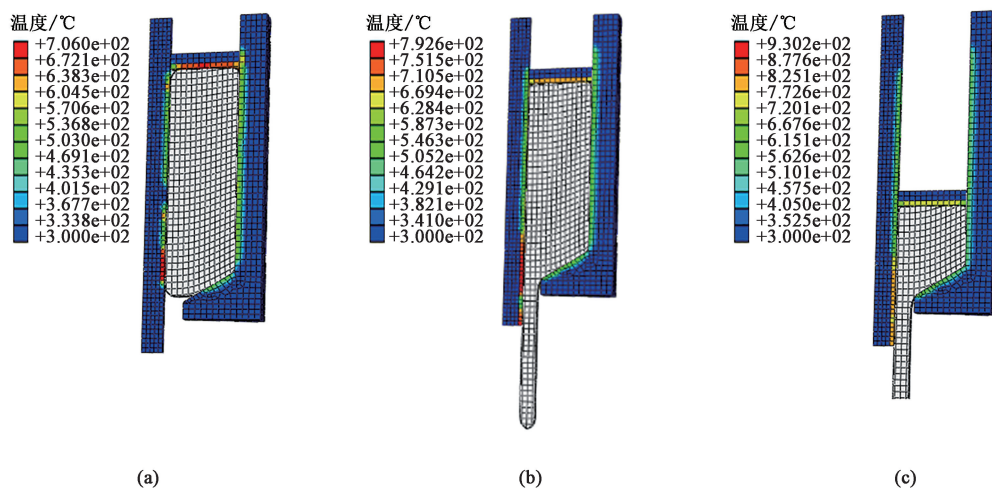 温度/℃
+7.060e+02
+6.721e+02
+6.383e+02
+6.045e+02
+5.706e+02
+5.368e+02
+5.030e+02
+4.691e+02
+4.353e+02
+4.015e+02
+3.677e+02
+3.338e+02
+3.000e+02
(a)
温度/℃
+7.926e+02
+7.515e+02
+7.105e+02
+6.694e+02
+6.284e+02
+5.873e+02
+5.463e+02
+5.052e+02
+4.642e+02
+4.291e+02
+3.821e+02
+3.410e+02
+3.000e+02
(b)
温度/℃
+9.302e+02
+8.776e+02
+8.251e+02
+7.726e+02
+7.201e+02
+6.676e+02
+6.151e+02
+5.626e+02
+5.101e+02
+4.575e+02
+4.050e+02
+3.525e+02
+3.000e+02
(c)